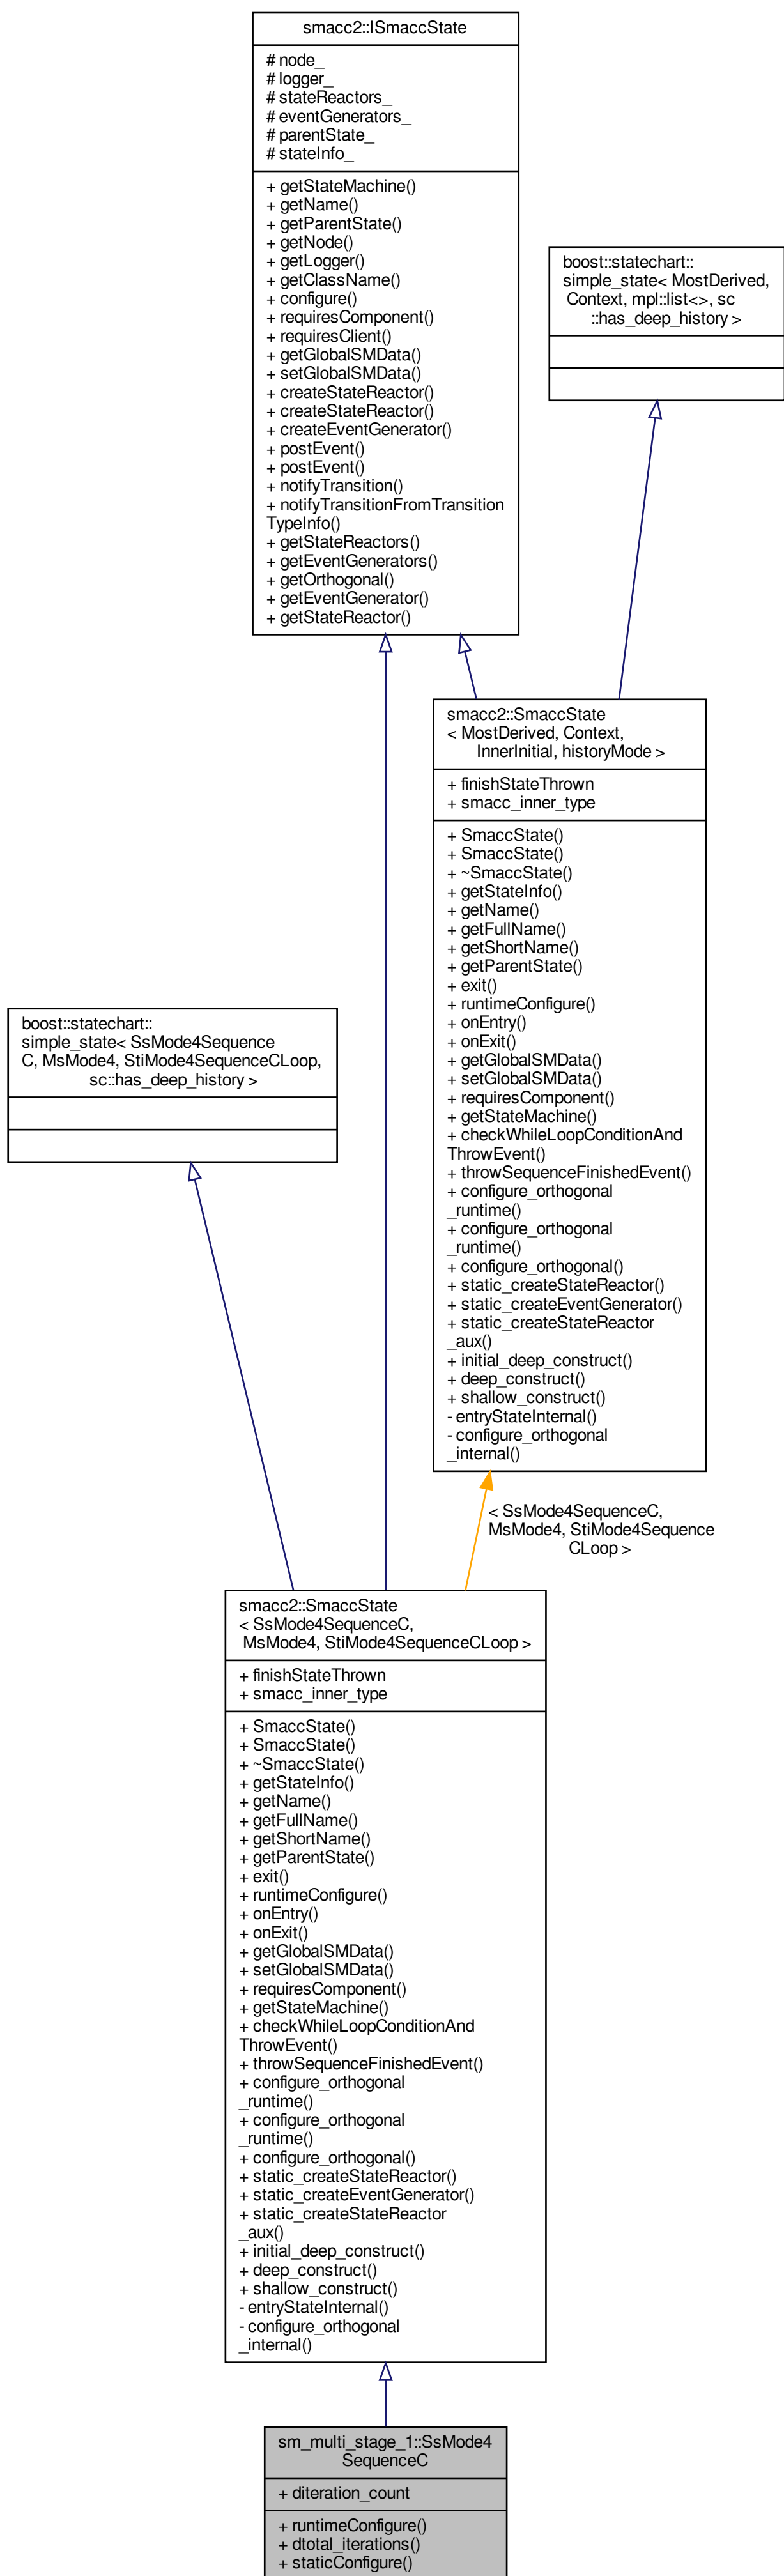 smacc2::ISmaccState
# node_
# logger_
# stateReactors_
# eventGenerators_
# parentState_
# stateInfo_
+ getStateMachine()
+ getName()
+ getParentState()
+ getNode()
+ getLogger()
+ getClassName()
+ configure()
+ requiresComponent()
+ requiresClient()
+ getGlobalSMData()
+ setGlobalSMData()
+ createStateReactor()
+ createStateReactor()
+ createEventGenerator()
+ postEvent()
+ postEvent()
+ notifyTransition()
+ notifyTransitionFromTransition
TypeInfo()
+ getStateReactors()
+ getEventGenerators()
+ getOrthogonal()
+ getEventGenerator()
+ getStateReactor()
boost::statechart::
simple_state< MostDerived,
Context, mpl::list<>, sc
::has_deep_history >
smacc2::SmaccState
< MostDerived, Context,
InnerInitial, historyMode >
+ finishStateThrown
+ smacc_inner_type
+ SmaccState()
+ SmaccState()
+ ~SmaccState()
+ getStateInfo()
+ getName()
+ getFullName()
+ getShortName()
+ getParentState()
+ exit()
+ runtimeConfigure()
+ onEntry()
+ onExit()
+ getGlobalSMData()
+ setGlobalSMData()
+ requiresComponent()
+ getStateMachine()
+ checkWhileLoopConditionAnd
ThrowEvent()
+ throwSequenceFinishedEvent()
+ configure_orthogonal
_runtime()
+ configure_orthogonal
_runtime()
+ configure_orthogonal()
+ static_createStateReactor()
+ static_createEventGenerator()
+ static_createStateReactor
_aux()
+ initial_deep_construct()
+ deep_construct()
+ shallow_construct()
- entryStateInternal()
- configure_orthogonal
_internal()
boost::statechart::
simple_state< SsMode4Sequence
C, MsMode4, StiMode4SequenceCLoop,
sc::has_deep_history >
< SsMode4SequenceC,
MsMode4, StiMode4Sequence
CLoop >
smacc2::SmaccState
< SsMode4SequenceC,
MsMode4, StiMode4SequenceCLoop >
+ finishStateThrown
+ smacc_inner_type
+ SmaccState()
+ SmaccState()
+ ~SmaccState()
+ getStateInfo()
+ getName()
+ getFullName()
+ getShortName()
+ getParentState()
+ exit()
+ runtimeConfigure()
+ onEntry()
+ onExit()
+ getGlobalSMData()
+ setGlobalSMData()
+ requiresComponent()
+ getStateMachine()
+ checkWhileLoopConditionAnd
ThrowEvent()
+ throwSequenceFinishedEvent()
+ configure_orthogonal
_runtime()
+ configure_orthogonal
_runtime()
+ configure_orthogonal()
+ static_createStateReactor()
+ static_createEventGenerator()
+ static_createStateReactor
_aux()
+ initial_deep_construct()
+ deep_construct()
+ shallow_construct()
- entryStateInternal()
- configure_orthogonal
_internal()
sm_multi_stage_1::SsMode4
SequenceC
+ diteration_count
+ runtimeConfigure()
+ dtotal_iterations()
+ staticConfigure()